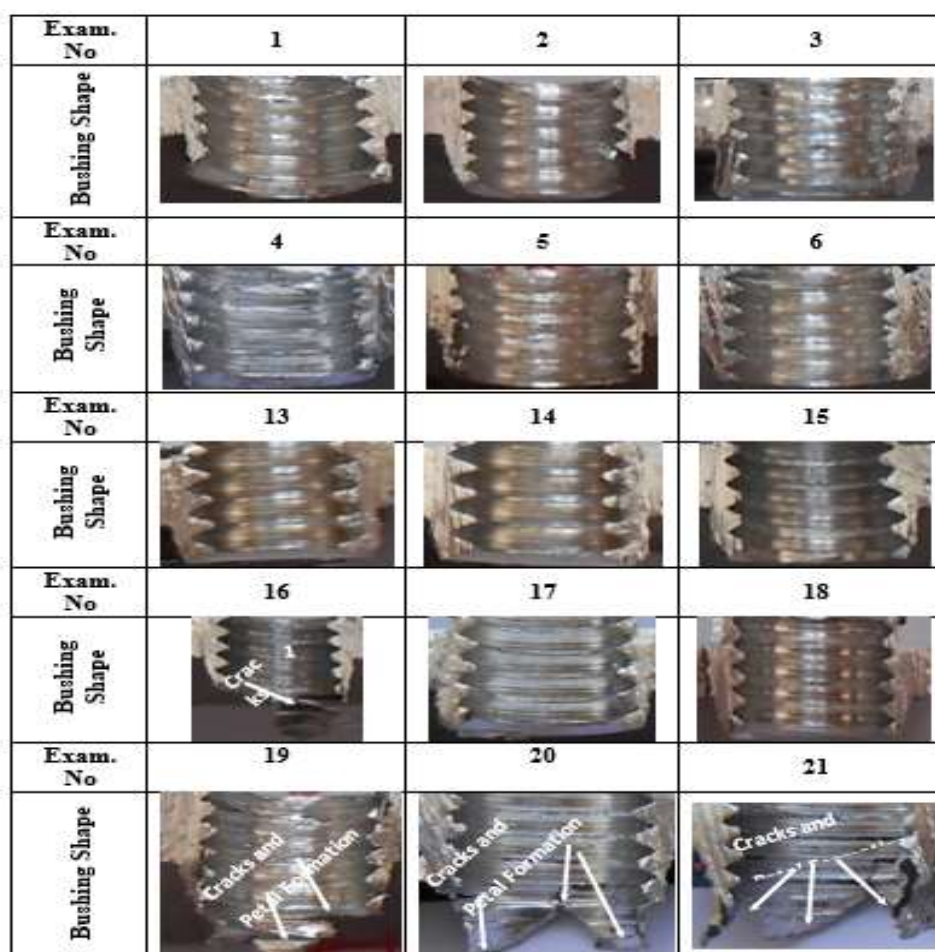 Exam. No 1 2 3
Bushing Shape
Exam. No 4 5 6
Bushing Shape
Exam. No 13 14 15
Bushing Shape
Exam. No 16 17 18
Bushing Shape
1
Crac
ks
Exam. No 19 20 21
Bushing Shape
Cracks and
Petal Formation
Cracks and
Petal Formation
Cracks and